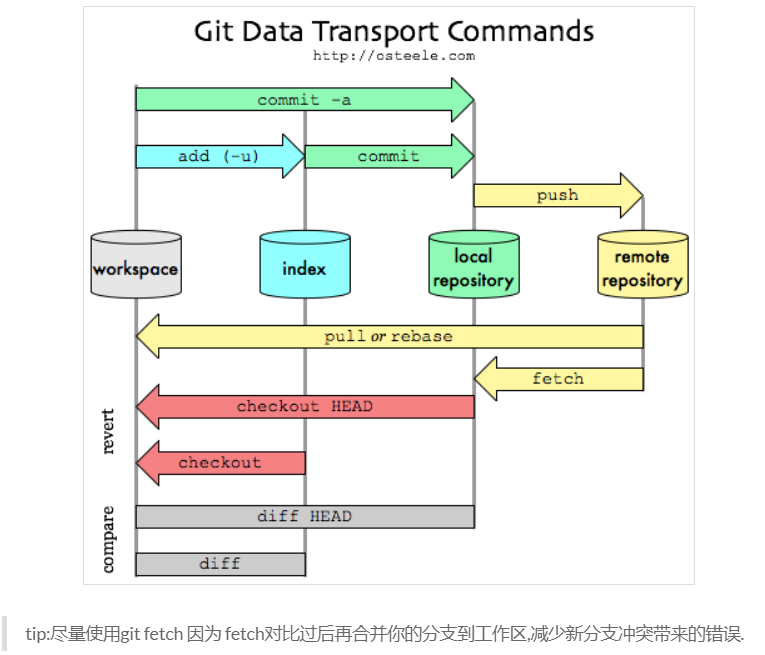 Git Data Transport Commands
http://osteele.com
commit -a
add (-u)
commit
push
workspace
index
local
repository
remote
repository
pull or rebase
fetch
revert
checkout HEAD
checkout
compare
diff HEAD
diff
tip:尽量使用git fetch 因为 fetch对比过后再合并你的分支到工作区,减少新分支冲突带来的错误.